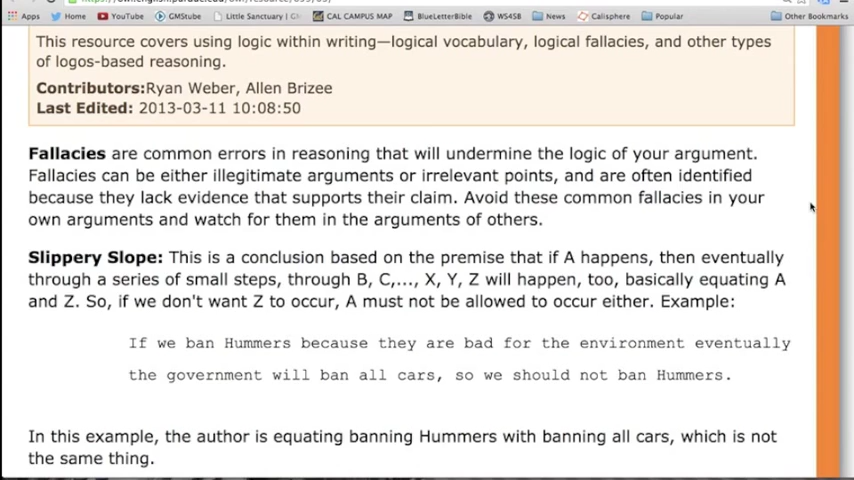 Apps Home YouTube GMStube Little Sanctuary | Gh CAL CAMPUS MAP BlueLetterBible WS4SB News Calisphere Popular Other Bookmarks
This resource covers using logic within writing—logical vocabulary, logical fallacies, and other types
of logos-based reasoning.
Contributors:Ryan Weber, Allen Brizee
Last Edited: 2013-03-11 10:08:50
Fallacies are common errors in reasoning that will undermine the logic of your argument.
Fallacies can be either illegitimate arguments or irrelevant points, and are often identified
because they lack evidence that supports their claim. Avoid these common fallacies in your
own arguments and watch for them in the arguments of others.
Slippery Slope: This is a conclusion based on the premise that if A happens, then eventually
through a series of small steps, through B, C,..., X, Y, Z will happen, too, basically equating A
and Z. So, if we don't want Z to occur, A must not be allowed to occur either. Example:
If we ban Hummers because they are bad for the environment eventually
the government will ban all cars, so we should not ban Hummers.
In this example, the author is equating banning Hummers with banning all cars, which is not
the same thing.